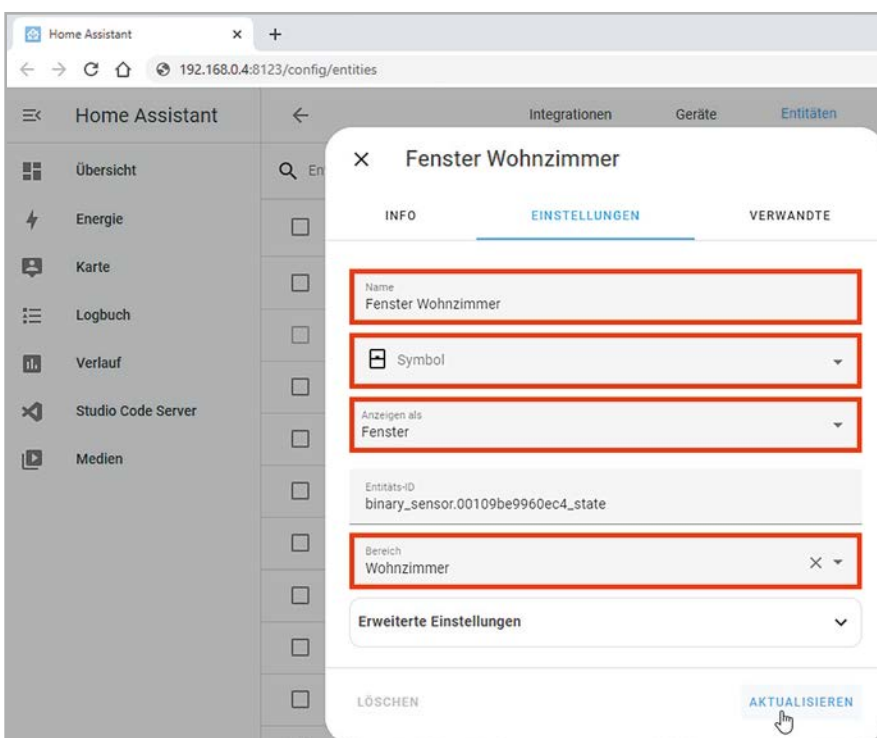 Home Assistant
192.168.0.4:8123/config/entities
Home Assistant
Integrationen Geräte Entitäten
Übersicht
Energie
Karte
Logbuch
Verlauf
Studio Code Server
Medien
En
Fenster Wohnzimmer
INFO EINSTELLUNGEN VERWANDTE
Name
Fenster Wohnzimmer
Symbol
Anzeigen als
Fenster
Entitäts-ID
binary_sensor.00109be9960ec4_state
Bereich
Wohnzimmer
Erweiterte Einstellungen
LÖSCHEN AKTUALISIEREN